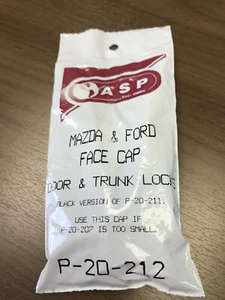 ASP
MAZDA & FORD
FACE CAP
DOOR & TRUNK LOCKS
BLACK VERSION OF P-20-211.
USE THIS CAP IF
P-20-207 IS TOO SMALL.
P-20-212